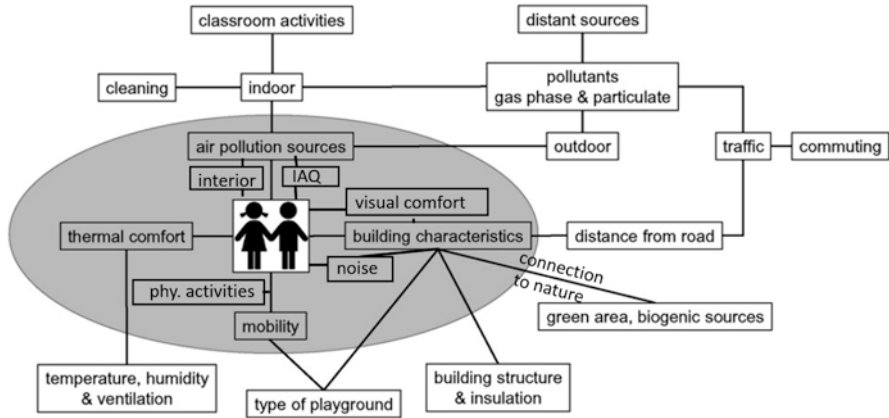 classroom activities
distant sources
cleaning
indoor
pollutants
gas phase & particulate
air pollution sources
outdoor
traffic
commuting
interior
IAQ
visual comfort
thermal comfort
building characteristics
distance from road
noise
connection
to nature
phy. activities
green area, biogenic sources
mobility
temperature, humidity
& ventilation
type of playground
building structure
& insulation